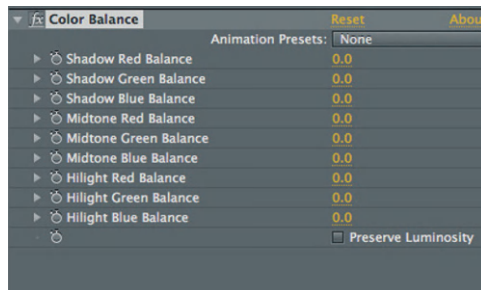 fx Color Balance Reset Abou
Animation Presets: None
Shadow Red Balance 0.0
Shadow Green Balance 0.0
Shadow Blue Balance 0.0
Midtone Red Balance 0.0
Midtone Green Balance 0.0
Midtone Blue Balance 0.0
Hilight Red Balance 0.0
Hilight Green Balance 0.0
Hilight Blue Balance 0.0
Preserve Luminosity